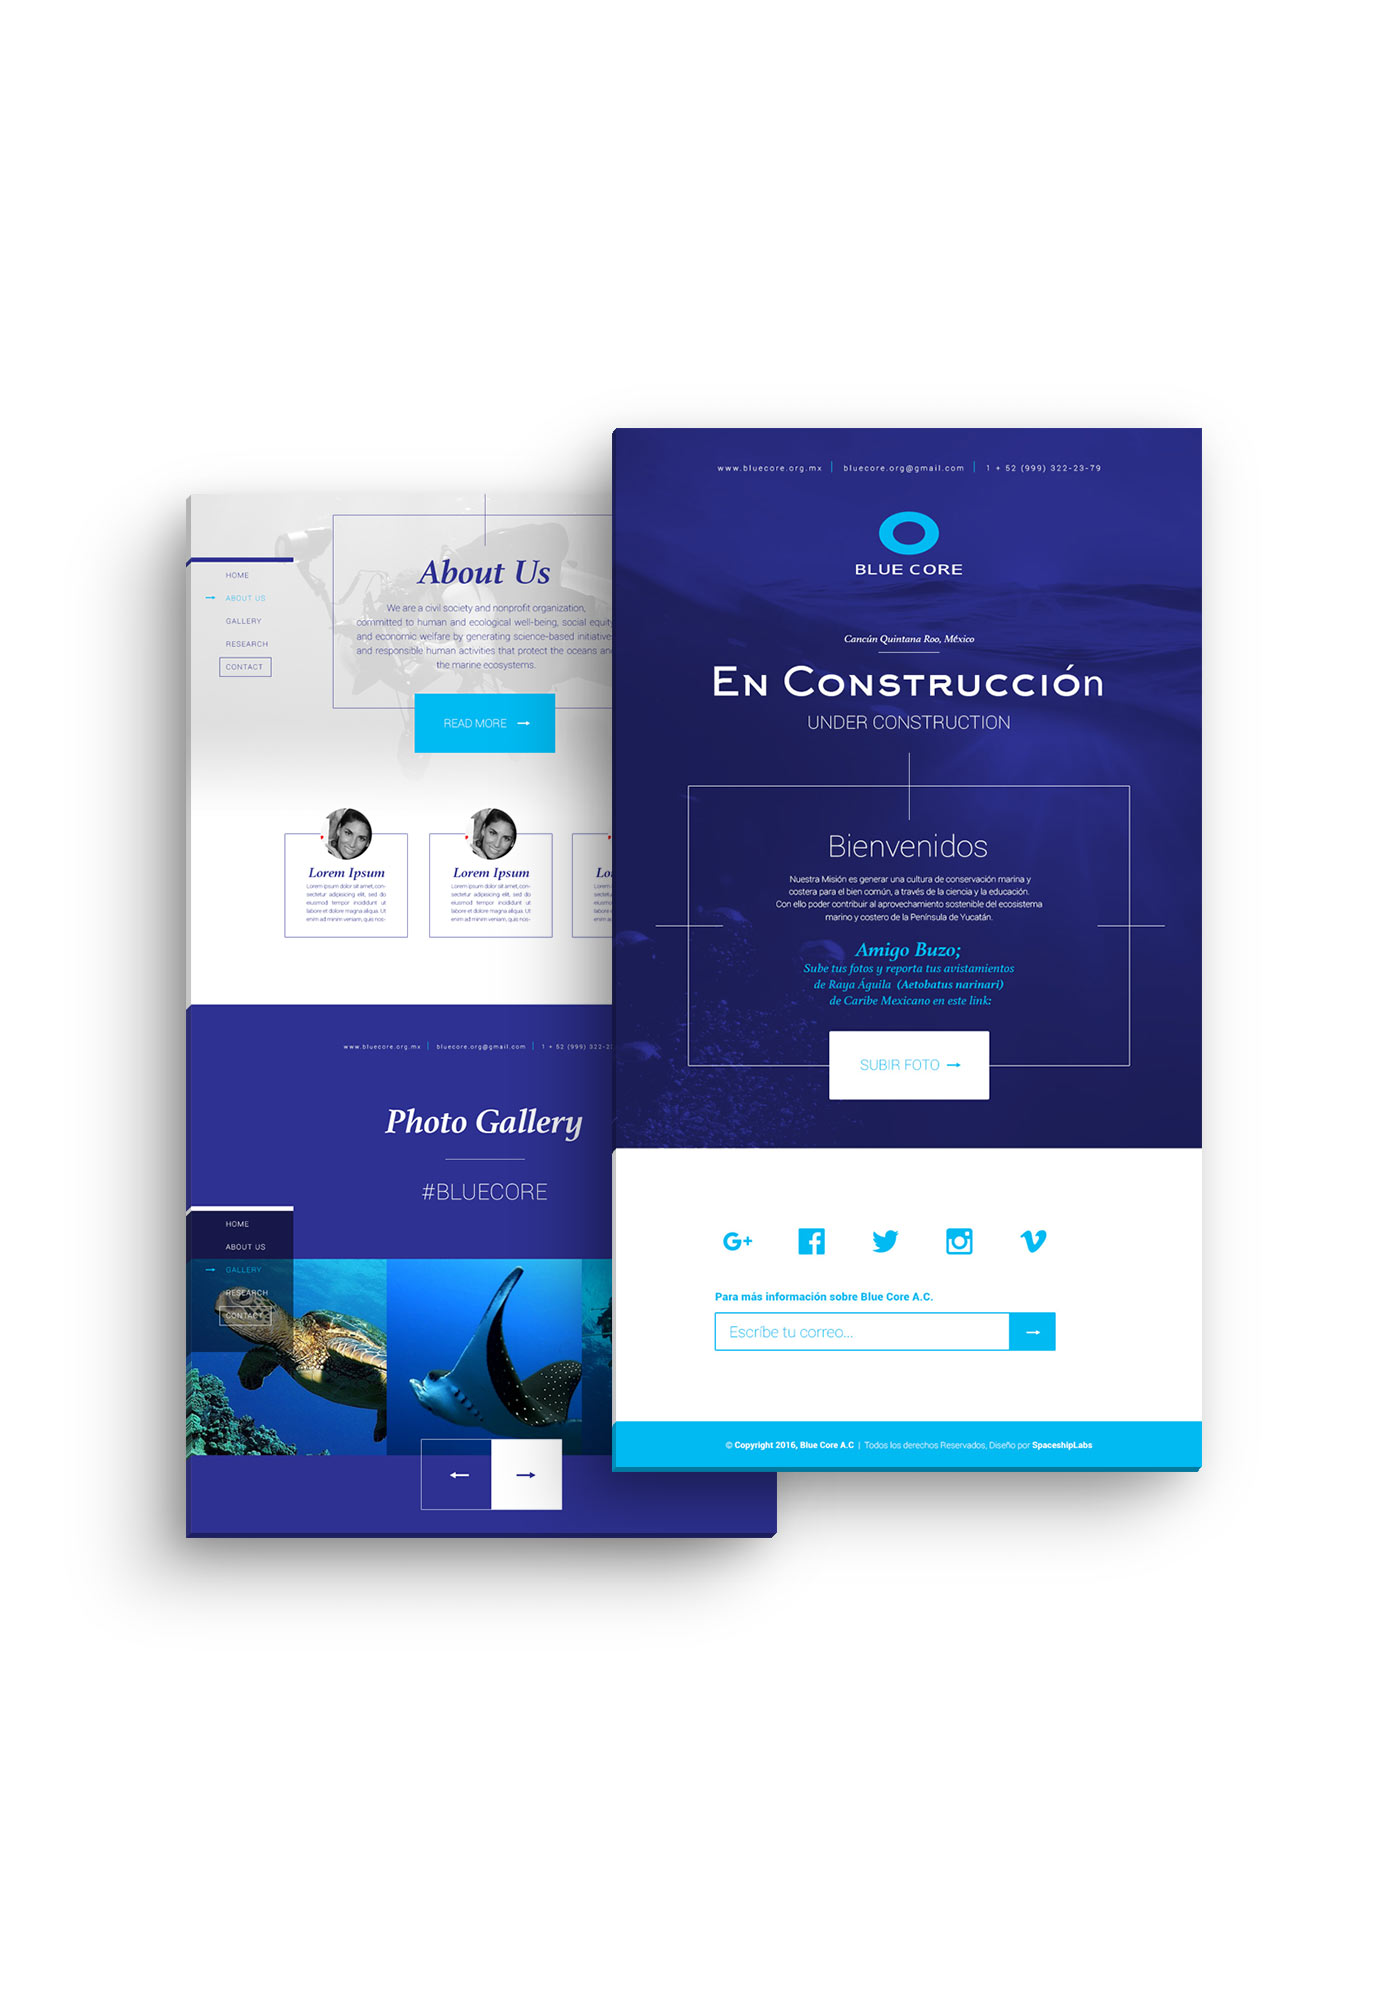 www.bluecore.org.mx | bluecore.org@gmail.com | 1 + 52 (999) 322-23-79
BLUE CORE
Cancún Quintana Roo, México
En Construcción
UNDER CONSTRUCTION
Bienvenidos
Nuestra Misión es generar una cultura de conservación marina y
costera para el bien común, a través de la ciencia y la educación.
Con ello poder contribuir al aprovechamiento sostenible del ecosistema
marino y costero de la Península de Yucatán.
Amigo Buzo;
Sube tus fotos y reporta tus avistamientos
de Raya Águila (Aetobatus narinari)
de Caribe Mexicano en este link:
SUBIR FOTO
G+
Para más información sobre Blue Core A.C.
Escribe tu correo...
© Copyright 2016, Blue Core A.C | Todos los derechos Reservados, Diseño por SpaceshipLabs
HOME
ABOUT US
GALLERY
RESEARCH
CONTACT
About Us
We are a civil society and nonprofit organization,
committed to human and ecological well-being, social equity
and economic welfare by generating science-based initiatives
and responsible human activities that protect the oceans and
the marine ecosystems.
READ MORE
Lorem Ipsum
Lorem ipsum dolor sit amet, con-
sectetur adipisicing elit, sed do
eiusmod tempor incididunt ut
labore et dolore magna aliqua. Ut
enim ad minim veniam, quis nos-
Lorem Ipsum
Lorem ipsum dolor sit amet, con-
sectetur adipisicing elit, sed do
eiusmod tempor incididunt ut
labore et dolore magna aliqua. Ut
enim ad minim veniam, quis nos-
www.bluecore.org.mx | bluecore.org@gmail.com | 1 + 52 (999) 322-2
Photo Gallery
#BLUECORE
HOME
ABOUT US
GALLERY
RESEARCH
CONTACT